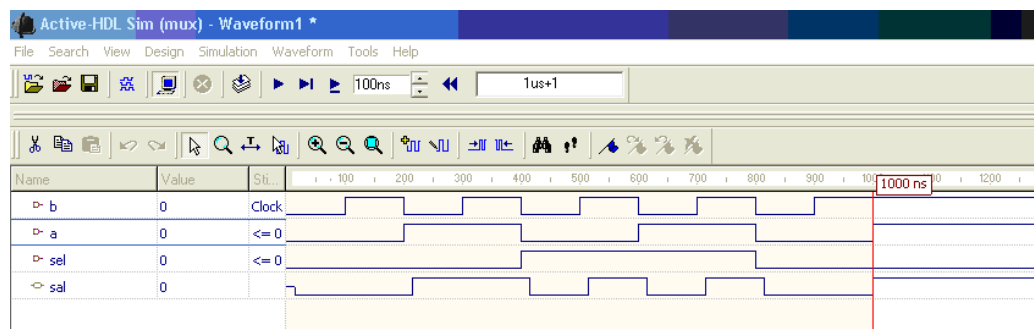 Active-HDL Sim (mux) - Waveform1 *
File Search View Design Simulation Waveform Tools Help
100ns 1us+1
Name Value Sti... 100 200 300 400 500 600 700 800 900 1000 ns 1200
b 0 Clock
a 0 <= 0
sel 0 <= 0
sal 0